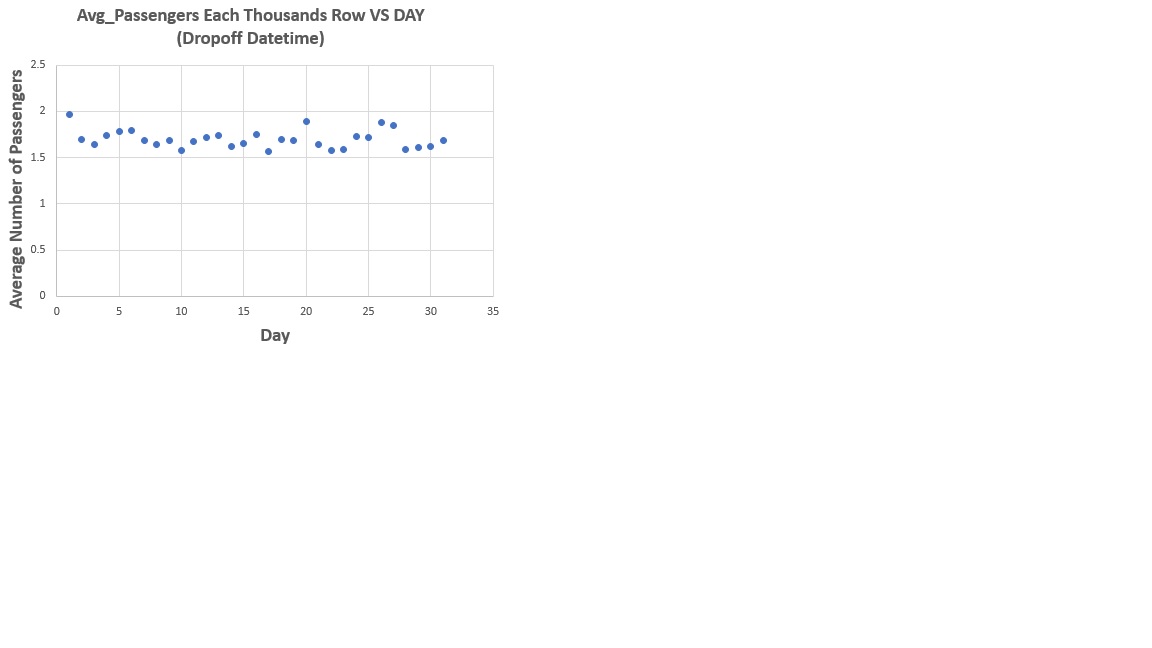 Avg_Passengers Each Thousands Row VS DAY
(Dropoff Datetime)
Average Number of Passengers
2.5
2
1.5
1
0.5
0
0 5 10 15 20 25 30 35
Day